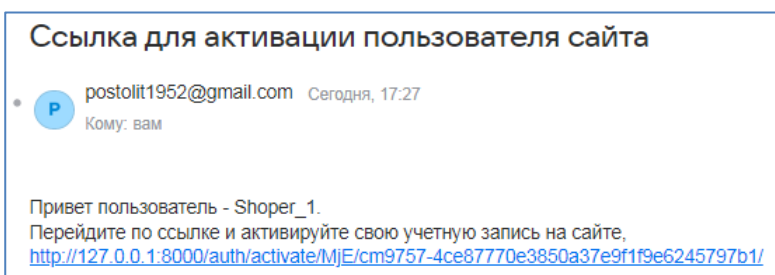 Ссылка для активации пользователя сайта
P
postolit1952@gmail.com Сегодня, 17:27
Кому: вам
Привет пользователь - Shoper_1.
Перейдите по ссылке и активируйте свою учетную запись на сайте,
http://127.0.0.1:8000/auth/activate/MjE/cm9757-4ce87770e3850a37e9f1f9e6245797b1/